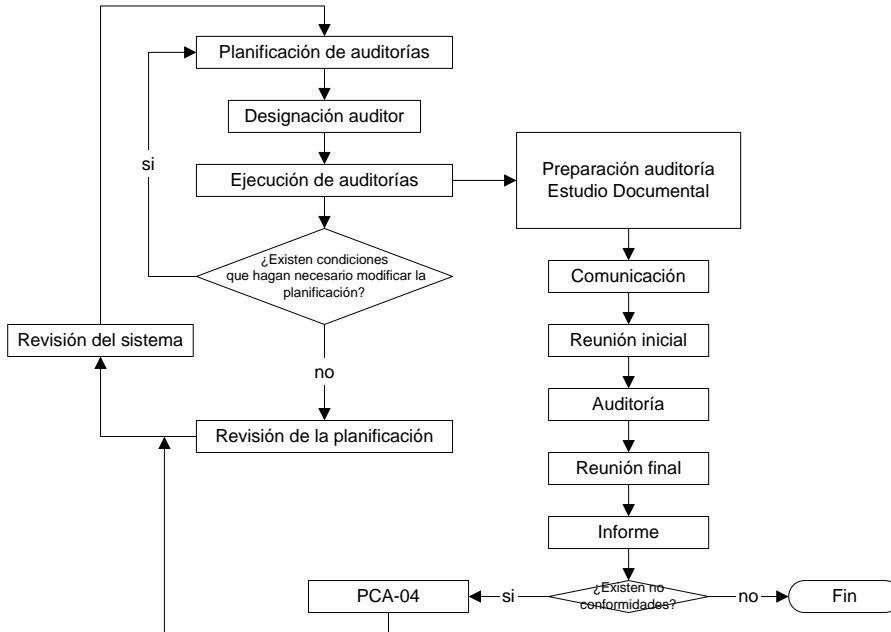 Planificación de auditorías
Designación auditor
si
Ejecución de auditorías
Preparación auditoría
Estudio Documental
¿Existen condiciones
que hagan necesario modificar la
planificación?
Comunicación
Revisión del sistema
Reunión inicial
no
Auditoría
Revisión de la planificación
Reunión final
Informe
¿Existen no
conformidades?
PCA-04
si
no
Fin